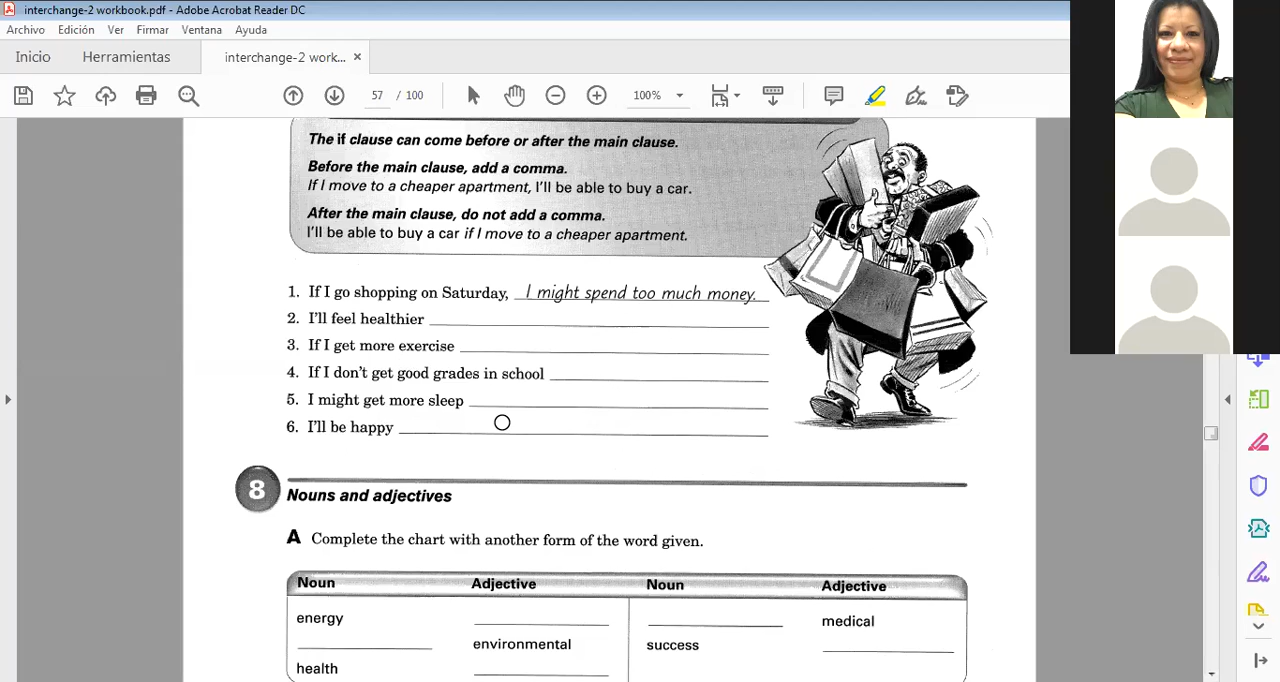 interchange-2 workbook.pdf - Adobe Acrobat Reader DC
Archivo Edición Ver Firmar Ventana Ayuda
Inicio Herramientas interchange-2 work... ×
57 / 100 100%
The if clause can come before or after the main clause.
Before the main clause, add a comma.
If I move to a cheaper apartment, I'll be able to buy a car.
After the main clause, do not add a comma.
I'll be able to buy a car if I move to a cheaper apartment.
1. If I go shopping on Saturday, I might spend too much money.
2. I'll feel healthier
3. If I get more exercise
4. If I don't get good grades in school
5. I might get more sleep
6. I'll be happy
8 Nouns and adjectives
A Complete the chart with another form of the word given.
Noun Adjective Noun Adjective
energy medical
environmental success
health